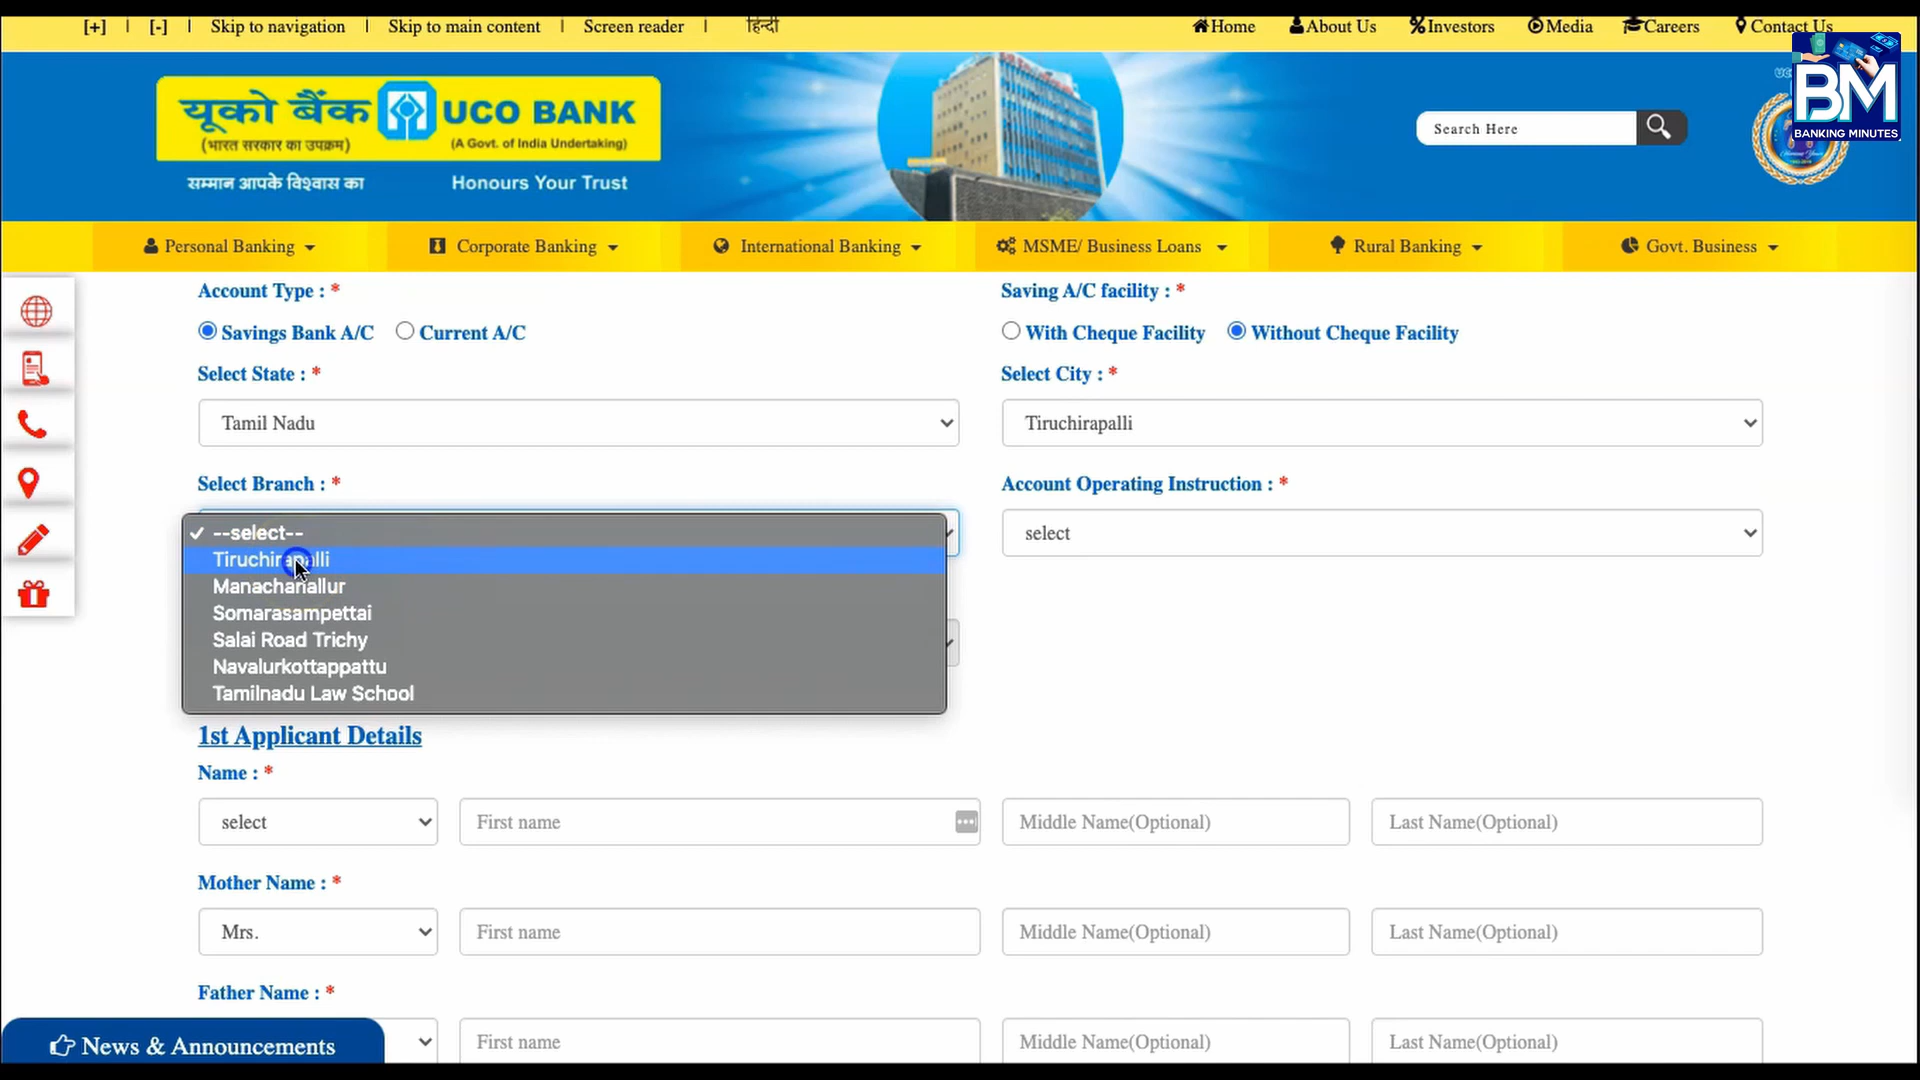 [+] | [-] | Skip to navigation | Skip to main content | Screen reader | हिन्दी
Home About Us Investors Media Careers Contact Us
BM
BANKING MINUTES
यूको बैंक UCO BANK
(भारत सरकार का उपक्रम) (A Govt. of India Undertaking)
सम्मान आपके विश्वास का Honours Your Trust
Search Here
Personal Banking Corporate Banking International Banking MSME/ Business Loans Rural Banking Govt. Business
Account Type : * Saving A/C facility : *
Savings Bank A/C Current A/C With Cheque Facility Without Cheque Facility
Select State : * Select City : *
Tamil Nadu Tiruchirapalli
Select Branch : * Account Operating Instruction : *
--select-- select
Tiruchirapalli
Manachanallur
Somarasampettai
Salai Road Trichy
Navalurkottappattu
Tamilnadu Law School
1st Applicant Details
Name : *
select First name Middle Name(Optional) Last Name(Optional)
Mother Name : *
Mrs. First name Middle Name(Optional) Last Name(Optional)
Father Name : *
First name Middle Name(Optional) Last Name(Optional)
News & Announcements